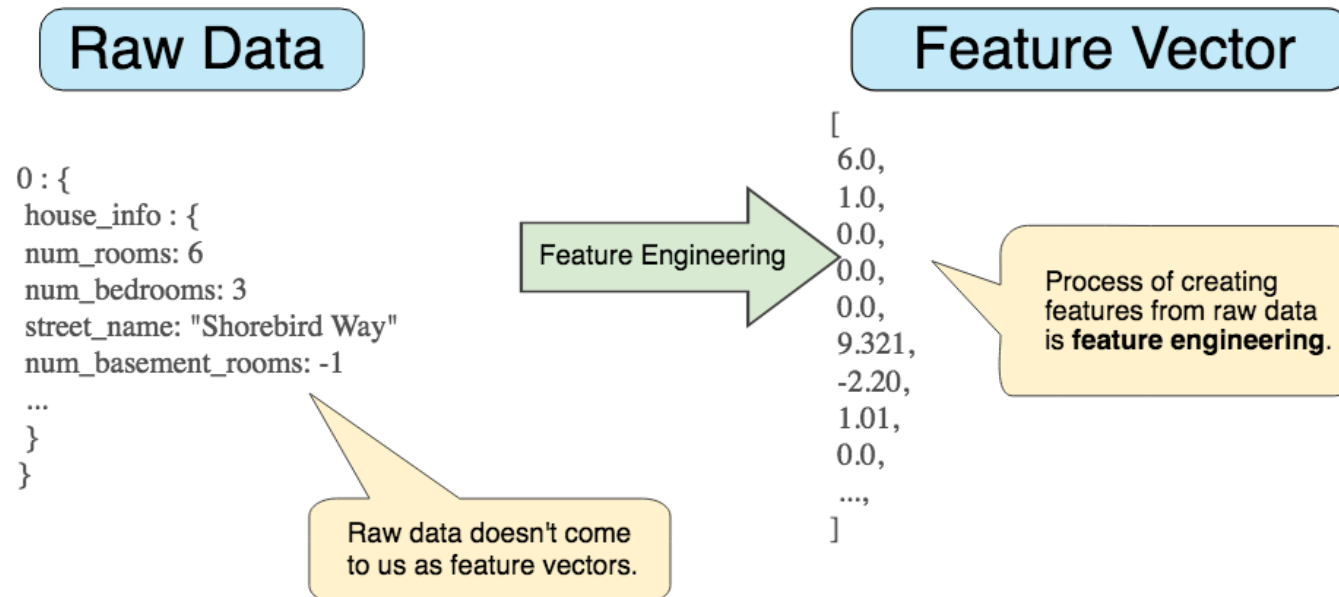 Raw Data
0 : {
house_info : {
num_rooms: 6
num_bedrooms: 3
street_name: "Shorebird Way"
num_basement_rooms: -1
...
}
}
Raw data doesn't come
to us as feature vectors.
Feature Engineering
Feature Vector
[
6.0,
1.0,
0.0,
0.0,
0.0,
9.321,
-2.20,
1.01,
0.0,
...,
]
Process of creating
features from raw data
is feature engineering.